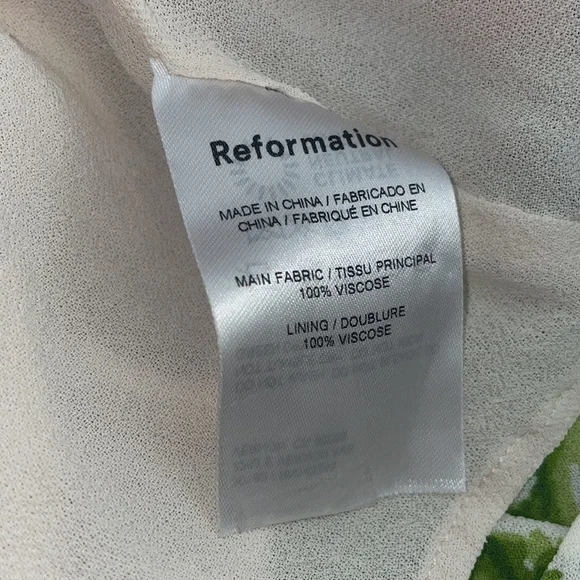 Reformation
MADE IN CHINA / FABRICADO EN
CHINA / FABRIQUÉ EN CHINE
MAIN FABRIC / TISSU PRINCIPAL
100% VISCOSE
LINING / DOUBLURE
100% VISCOSE